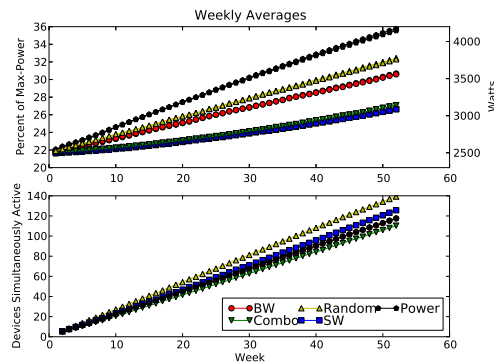 Weekly Averages
36
34
32
30
28
26
24
22
20
Percent of Max-Power
4000
3500
3000
2500
Watts
0 10 20 30 40 50 60
140
120
100
80
60
40
20
0
Devices Simultaneously Active
BW Random Power
Combo SW
0 10 20 30 40 50 60
Week